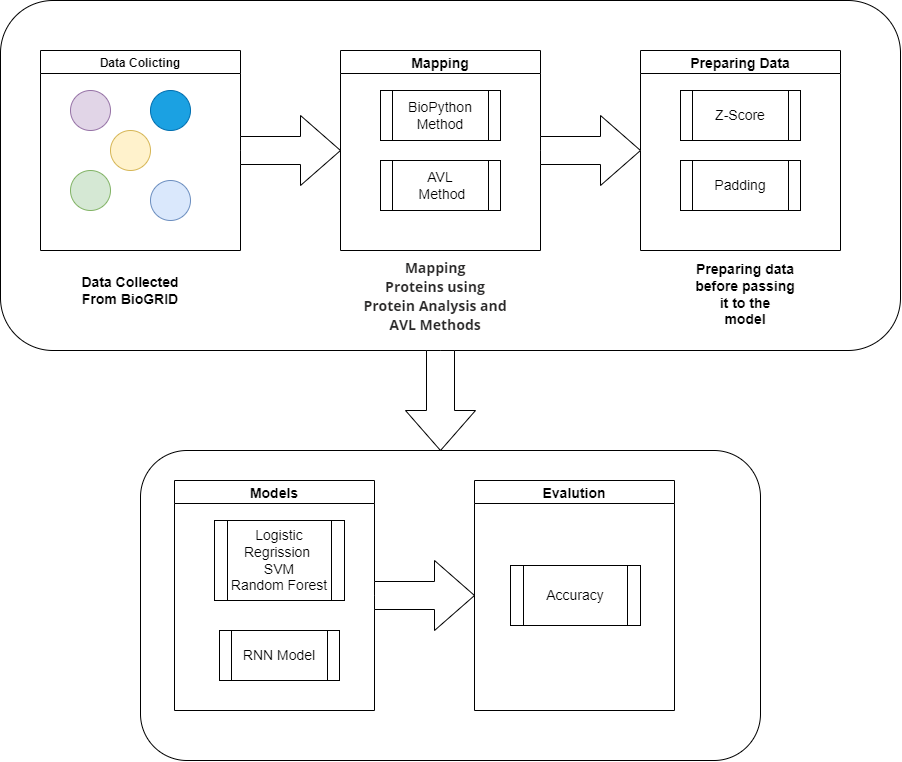 Data Colicting
Mapping
Preparing Data
BioPython
Method
AVL
Method
Z-Score
Padding
Data Collected
From BioGRID
Mapping
Proteins using
Protein Analysis and
AVL Methods
Preparing data
before passing
it to the
model
Models
Evalution
Logistic
Regrission
SVM
Random Forest
RNN Model
Accuracy